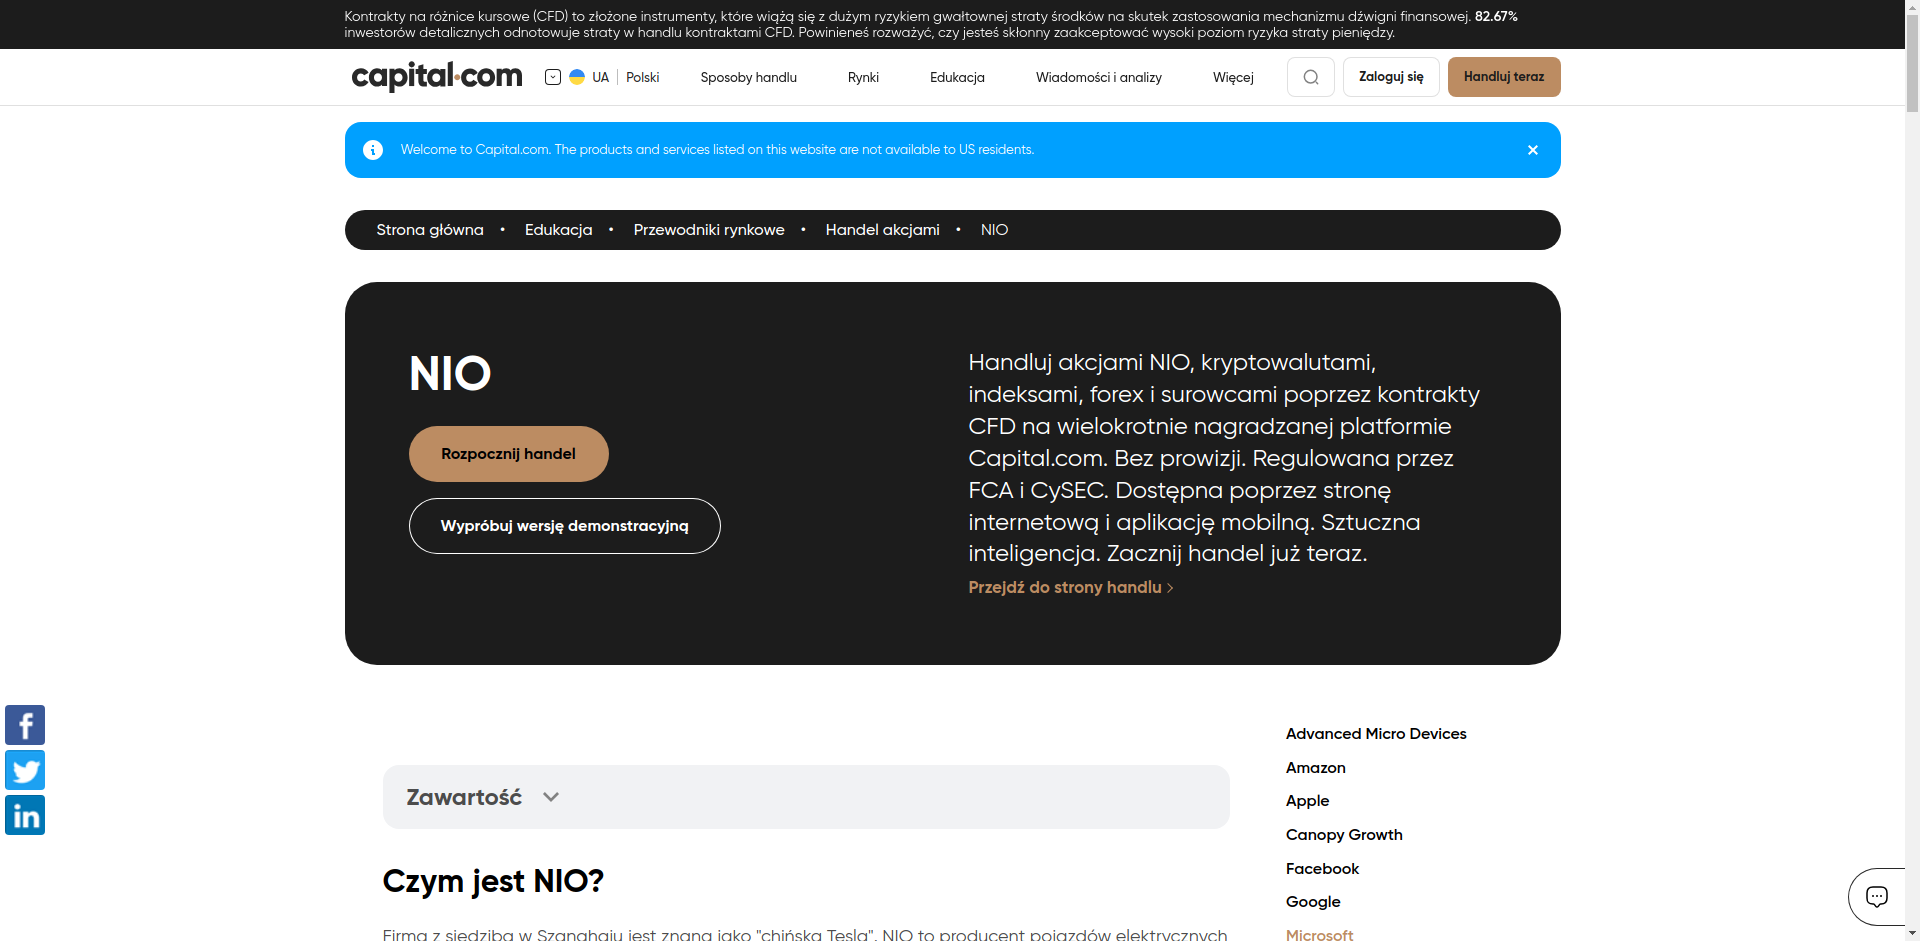 Kontrakty na różnice kursowe (CFD) to złożone instrumenty, które wiążą się z dużym ryzykiem gwałtownej straty środków na skutek zastosowania mechanizmu dźwigni finansowej. 82.67%
inwestorów detalicznych odnotowuje straty w handlu kontraktami CFD. Powinieneś rozważyć, czy jesteś skłonny zaakceptować wysoki poziom ryzyka straty pieniędzy.
capital.com UA Polski Sposoby handlu Rynki Edukacja Wiadomości i analizy Więcej Zaloguj się Handluj teraz
Welcome to Capital.com. The products and services listed on this website are not available to US residents.
Strona główna • Edukacja • Przewodniki rynkowe • Handel akcjami • NIO
NIO
Rozpocznij handel
Wypróbuj wersję demonstracyjną
Handluj akcjami NIO, kryptowalutami,
indeksami, forex i surowcami poprzez kontrakty
CFD na wielokrotnie nagradzanej platformie
Capital.com. Bez prowizji. Regulowana przez
FCA i CySEC. Dostępna poprzez stronę
internetową i aplikację mobilną. Sztuczna
inteligencja. Zacznij handel już teraz.
Przejdź do strony handlu
Zawartość
Czym jest NIO?
Firma z siedzibą w Szanghaju jest znana jako "chińska Tesla". NIO to producent pojazdów elektrycznych
Advanced Micro Devices
Amazon
Apple
Canopy Growth
Facebook
Google
Microsoft